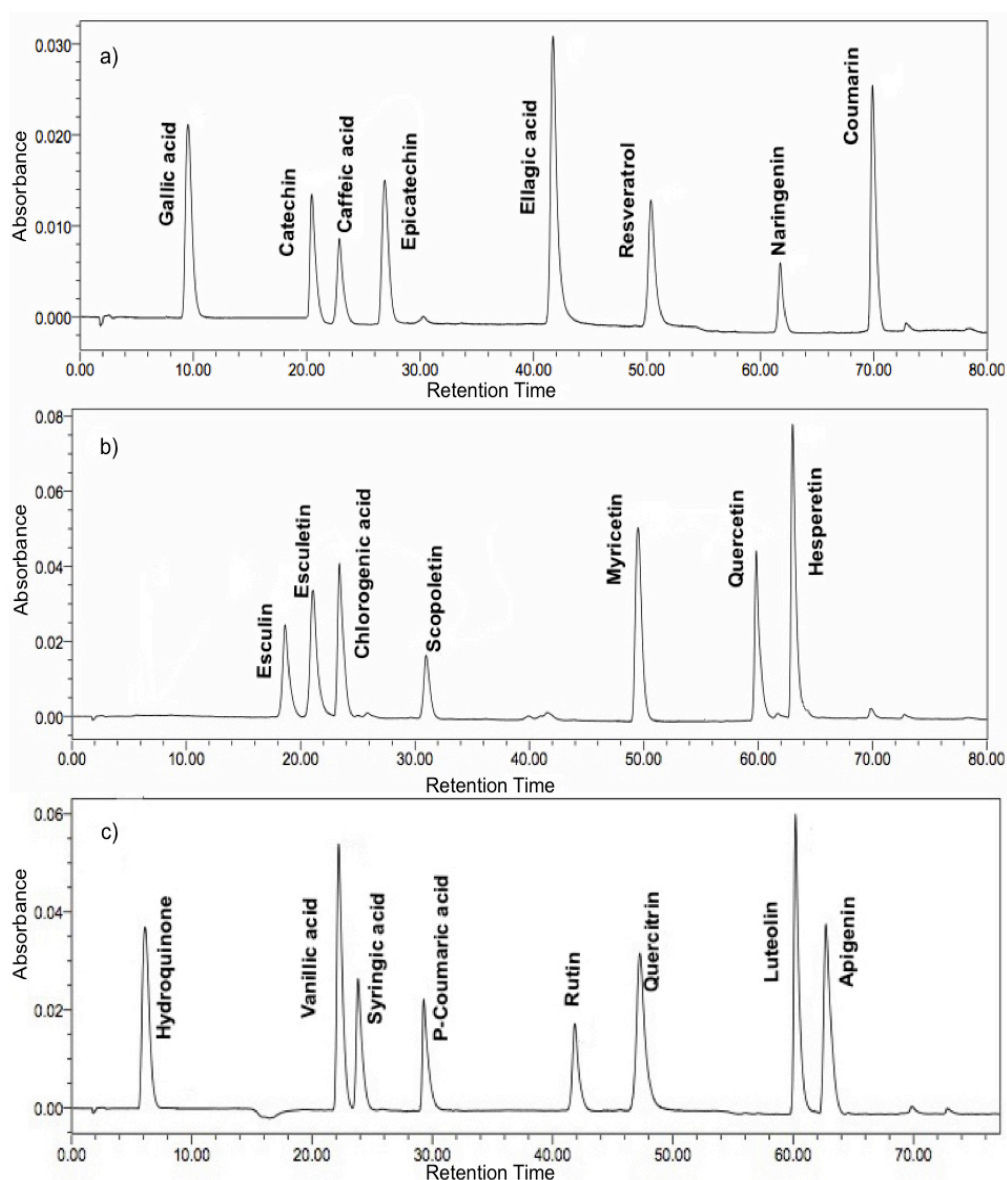 a)
Absorbance
0.030
0.020
0.010
0.000
Gallic acid
Catechin
Caffeic acid
Epicatechin
Ellagic acid
Resveratrol
Naringenin
Coumarin
0.00 10.00 20.00 30.00 40.00 50.00 60.00 70.00 80.00
Retention Time
b)
Absorbance
0.08
0.06
0.04
0.02
0.00
Esculin
Esculetin
Chlorogenic acid
Scopoletin
Myricetin
Quercetin
Hesperetin
0.00 10.00 20.00 30.00 40.00 50.00 60.00 70.00 80.00
Retention Time
c)
Absorbance
0.06
0.04
0.02
0.00
Hydroquinone
Vanillic acid
Syringic acid
P-Coumaric acid
Rutin
Quercitrin
Luteolin
Apigenin
0.00 10.00 20.00 30.00 40.00 50.00 60.00 70.00
Retention Time